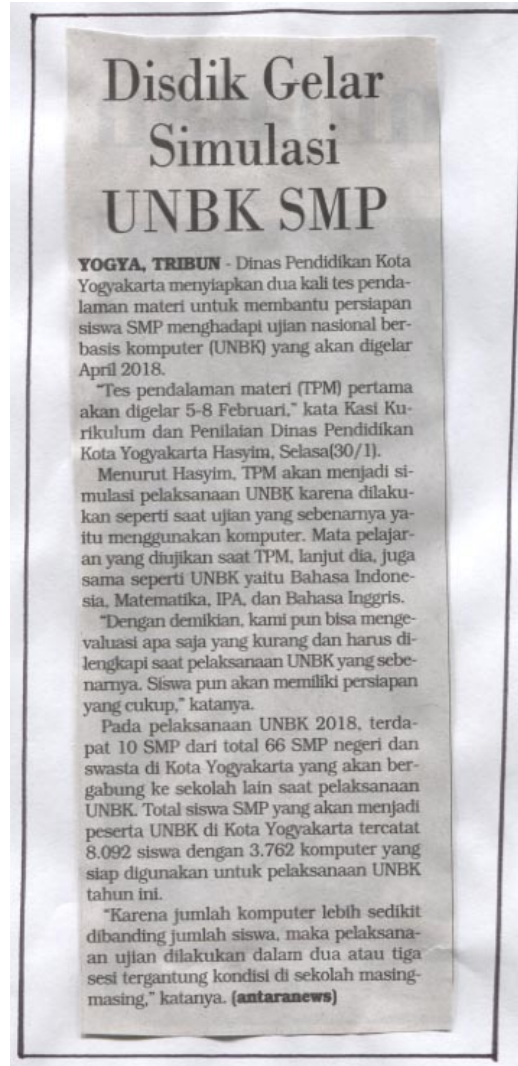 Disdik Gelar
Simulasi
UNBK SMP
YOGYA, TRIBUN - Dinas Pendidikan Kota
Yogyakarta menyiapkan dua kali tes penda-
laman materi untuk membantu persiapan
siswa SMP menghadapi ujian nasional ber-
basis komputer (UNBK) yang akan digelar
April 2018.
"Tes pendalaman materi (TPM) pertama
akan digelar 5-8 Februari," kata Kasi Ku-
rikulum dan Penilaian Dinas Pendidikan
Kota Yogyakarta Hasyim, Selasa(30/1).
Menurut Hasyim, TPM akan menjadi si-
mulasi pelaksanaan UNBK karena dilaku-
kan seperti saat ujian yang sebenarnya ya-
itu menggunakan komputer. Mata pelajar-
an yang diujikan saat TPM, lanjut dia, juga
sama seperti UNBK yaitu Bahasa Indone-
sia, Matematika, IPA, dan Bahasa Inggris.
"Dengan demikian, kami pun bisa menge-
valuasi apa saja yang kurang dan harus di-
lengkapi saat pelaksanaan UNBK yang sebe-
narnya. Siswa pun akan memiliki persiapan
yang cukup," katanya.
Pada pelaksanaan UNBK 2018, terda-
pat 10 SMP dari total 66 SMP negeri dan
swasta di Kota Yogyakarta yang akan ber-
gabung ke sekolah lain saat pelaksanaan
UNBK. Total siswa SMP yang akan menjadi
peserta UNBK di Kota Yogyakarta tercatat
8.092 siswa dengan 3.762 komputer yang
siap digunakan untuk pelaksanaan UNBK
tahun ini.
"Karena jumlah komputer lebih sedikit
dibanding jumlah siswa, maka pelaksana-
an ujian dilakukan dalam dua atau tiga
sesi tergantung kondisi di sekolah masing-
masing," katanya. (antaranews)